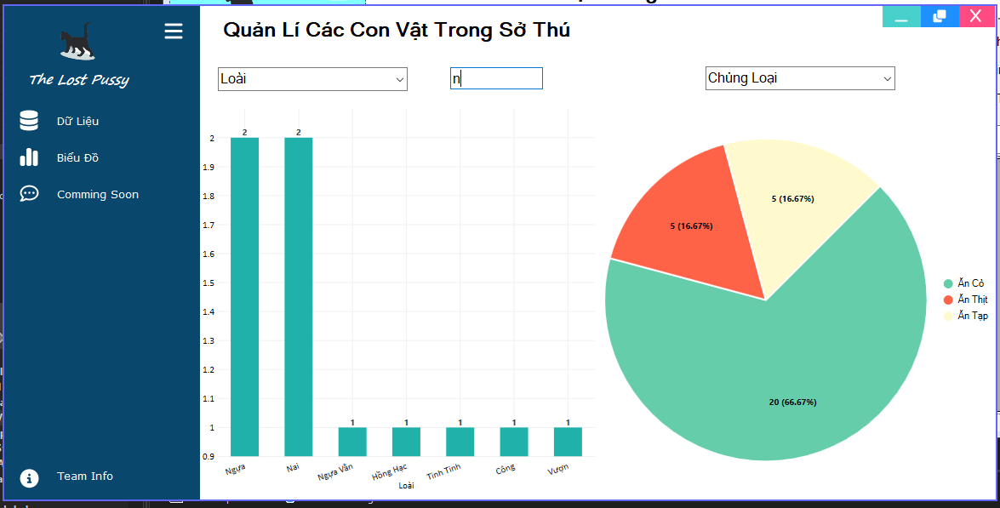 Quản Lí Các Con Vật Trong Sở Thú
The Lost Pussy
Dữ Liệu
Biểu Đồ
Comming Soon
Team Info
Loài
n
Chủng Loại
2
1.9
1.8
1.7
1.6
1.5
1.4
1.3
1.2
1.1
1
0.9
2
2
1
1
1
1
1
Ngựa
Nai
Ngựa Vằn
Hồng Hạc
Tinh Tinh
Công
Vượn
Loài
5 (16.67%)
5 (16.67%)
20 (66.67%)
Ăn Cỏ
Ăn Thịt
Ăn Tạp